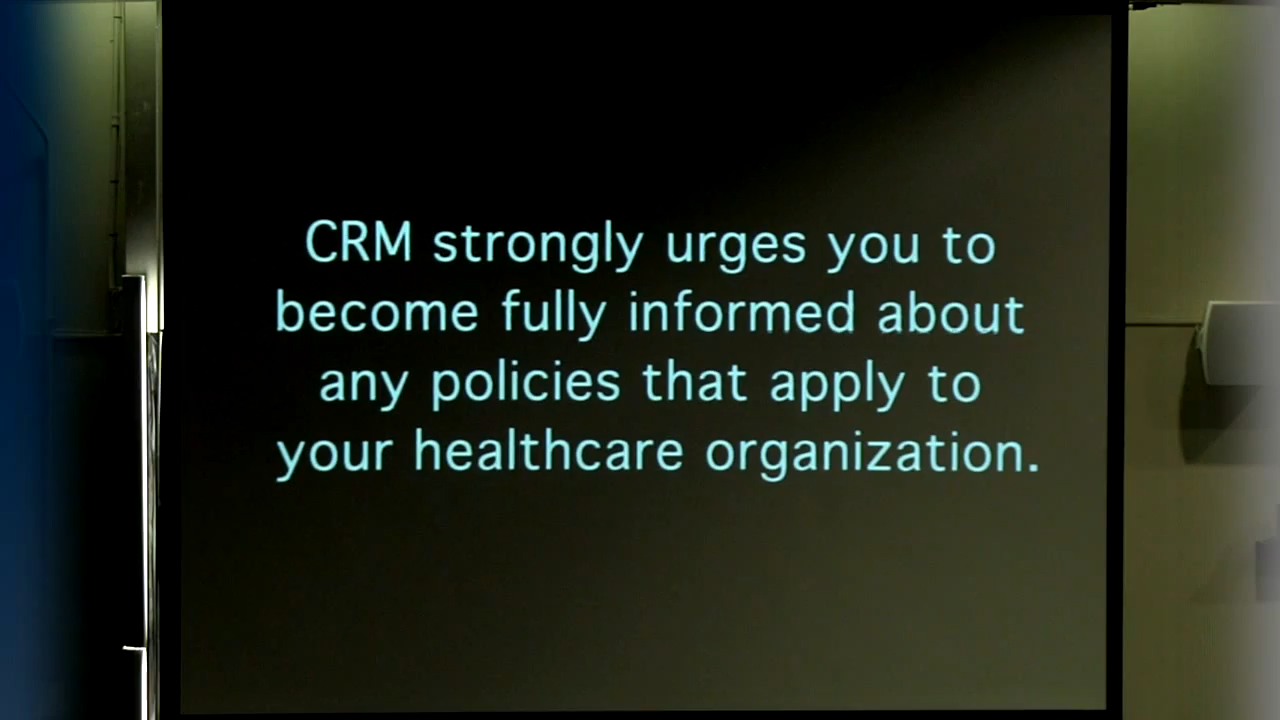 CRM strongly urges you to
become fully informed about
any policies that apply to
your healthcare organization.